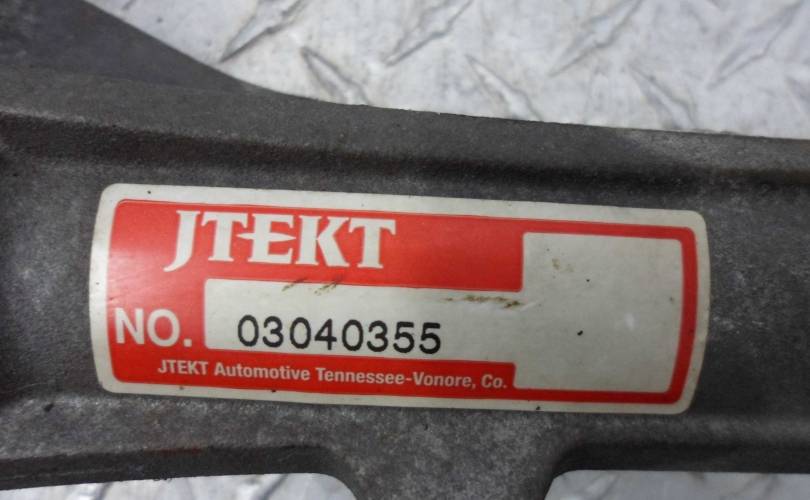 JTEKT
NO. 03040355
JTEKT Automotive Tennessee-Vonore, Co.